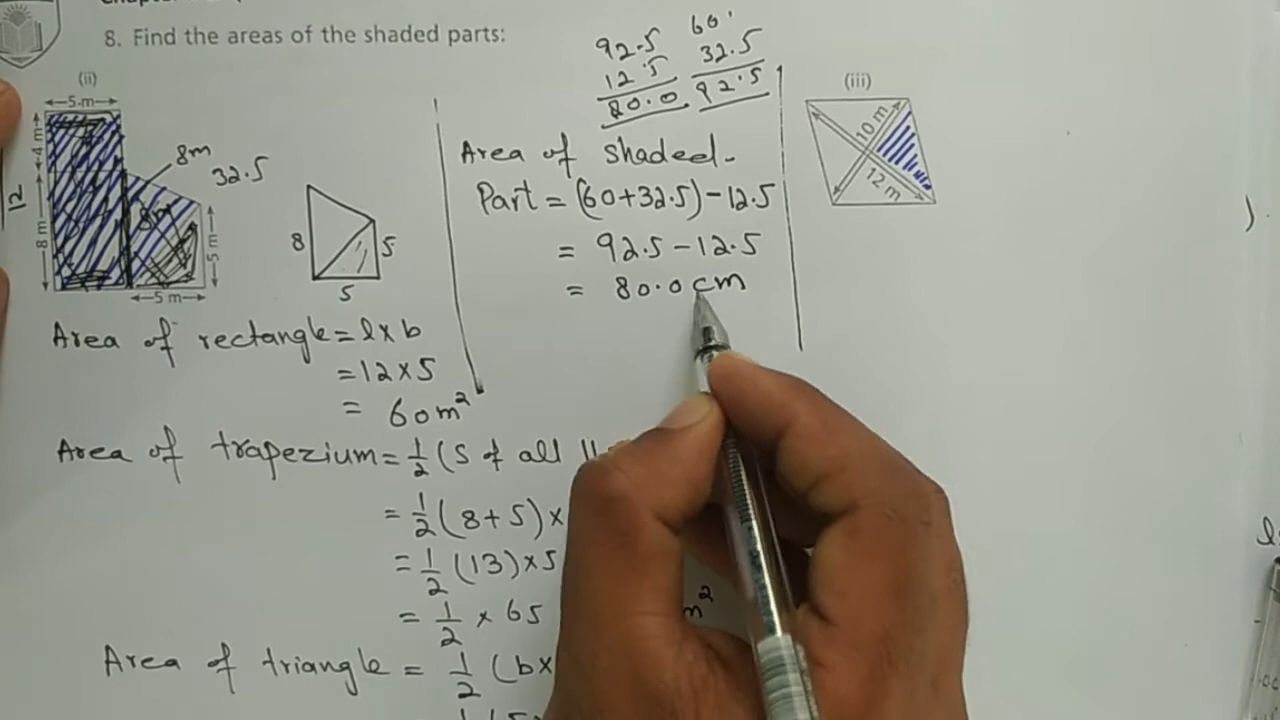 8. Find the areas of the shaded parts:
(ii)
5 m
4 m
8 m
12
8m
32.5
8m
5 m
5 m
8
5
5
92.5
12.5
80.0
60
32.5
92.5
Area of shaded
Part = (60+32.5)-12.5
= 92.5-12.5
= 80.0 cm
(iii)
10 m
12 m
Area of rectangle = l x b
= 12 x 5
= 60m²
Area of trapezium = 1/2 (S of all ||
= 1/2 (8+5) x
= 1/2 (13) x 5
= 1/2 x 65
m²
Area of triangle = 1/2 (bx